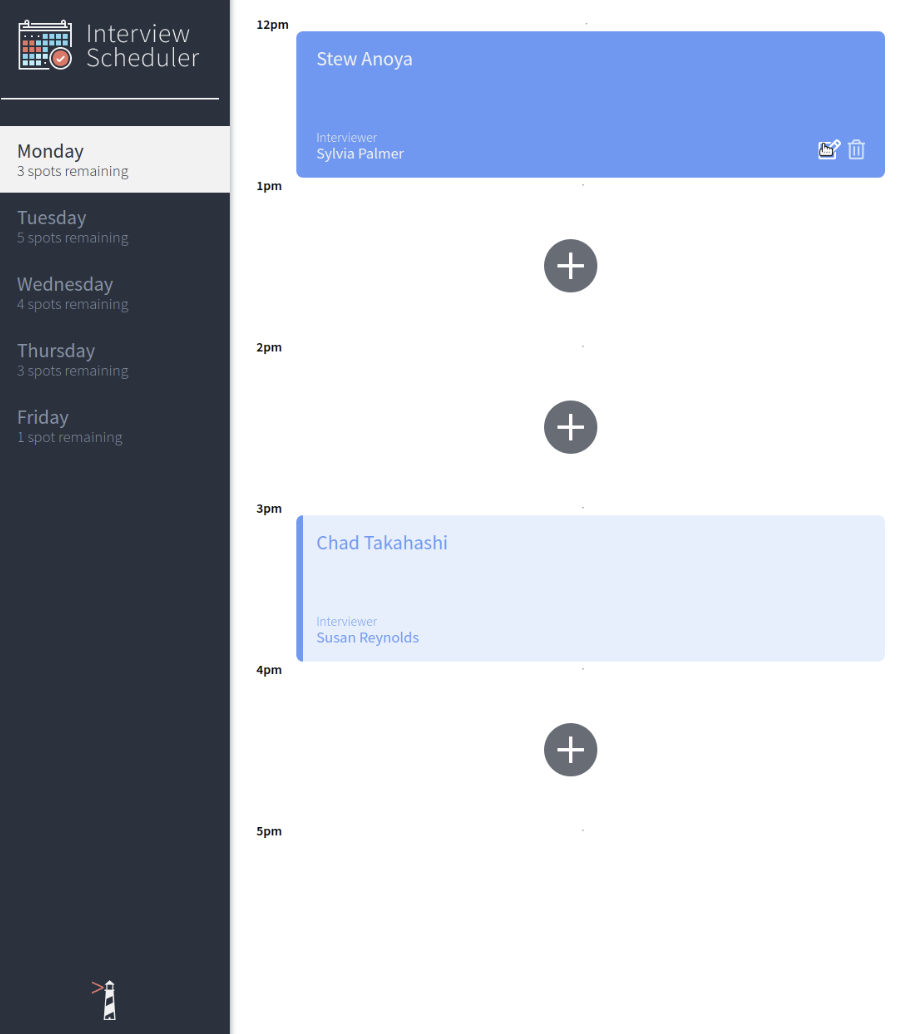 Interview
Scheduler
Monday
3 spots remaining
Tuesday
5 spots remaining
Wednesday
4 spots remaining
Thursday
3 spots remaining
Friday
1 spot remaining
12pm
Stew Anoya
Interviewer
Sylvia Palmer
1pm
2pm
3pm
Chad Takahashi
Interviewer
Susan Reynolds
4pm
5pm